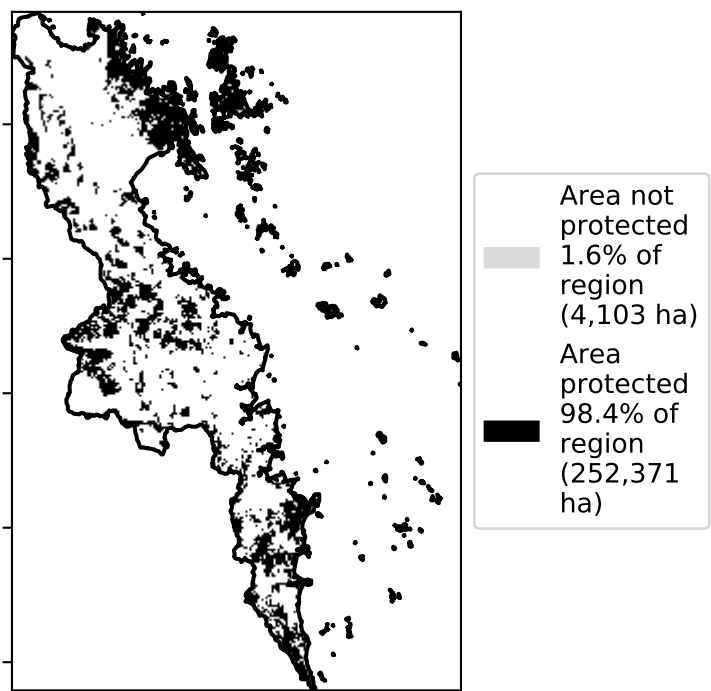 Area not
protected
1.6% of
region
(4,103 ha)
Area
protected
98.4% of
region
(252,371
ha)